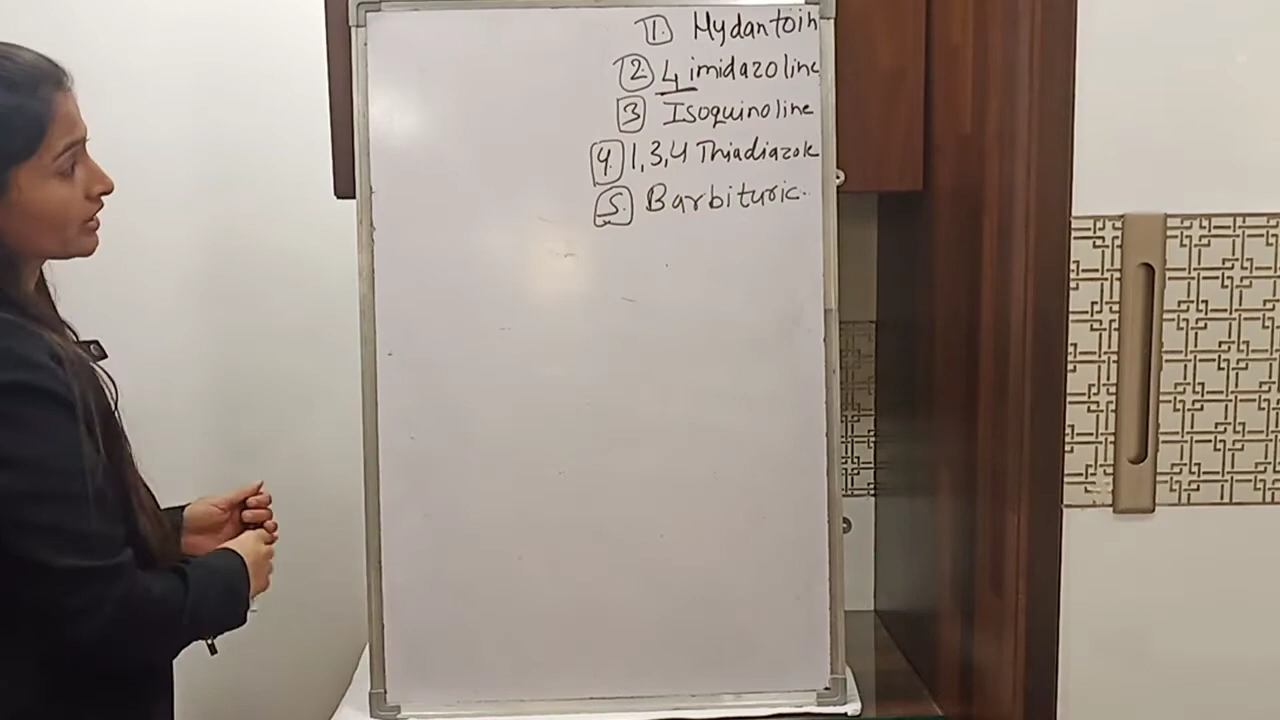 1. Hydantoin
2. 4 imidazoline
3 Isoquinoline
4. 1,3,4 Thiadiazole
5. Barbituric.